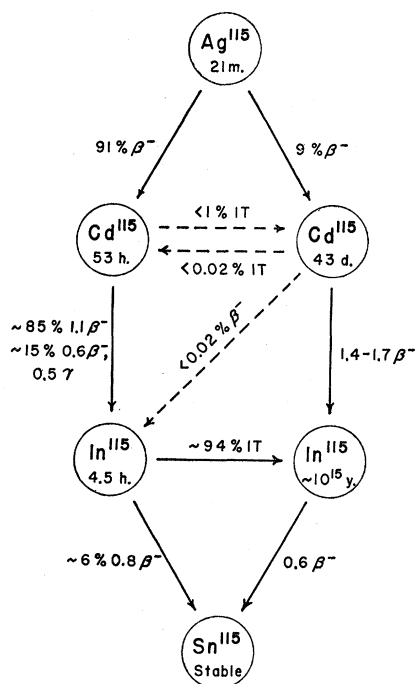 Ag¹¹⁵
21 m.
91% β⁻
9% β⁻
Cd¹¹⁵
53 h.
<1% IT
<0.02% IT
Cd¹¹⁵
43 d.
~85% 1.1 β⁻
~15% 0.6 β⁻,
0.5 γ
<0.02% β⁻
1.4-1.7 β⁻
In¹¹⁵
4.5 h.
~94% IT
In¹¹⁵
~10¹⁵ y.
~6% 0.8 β⁻
0.6 β⁻
Sn¹¹⁵
Stable